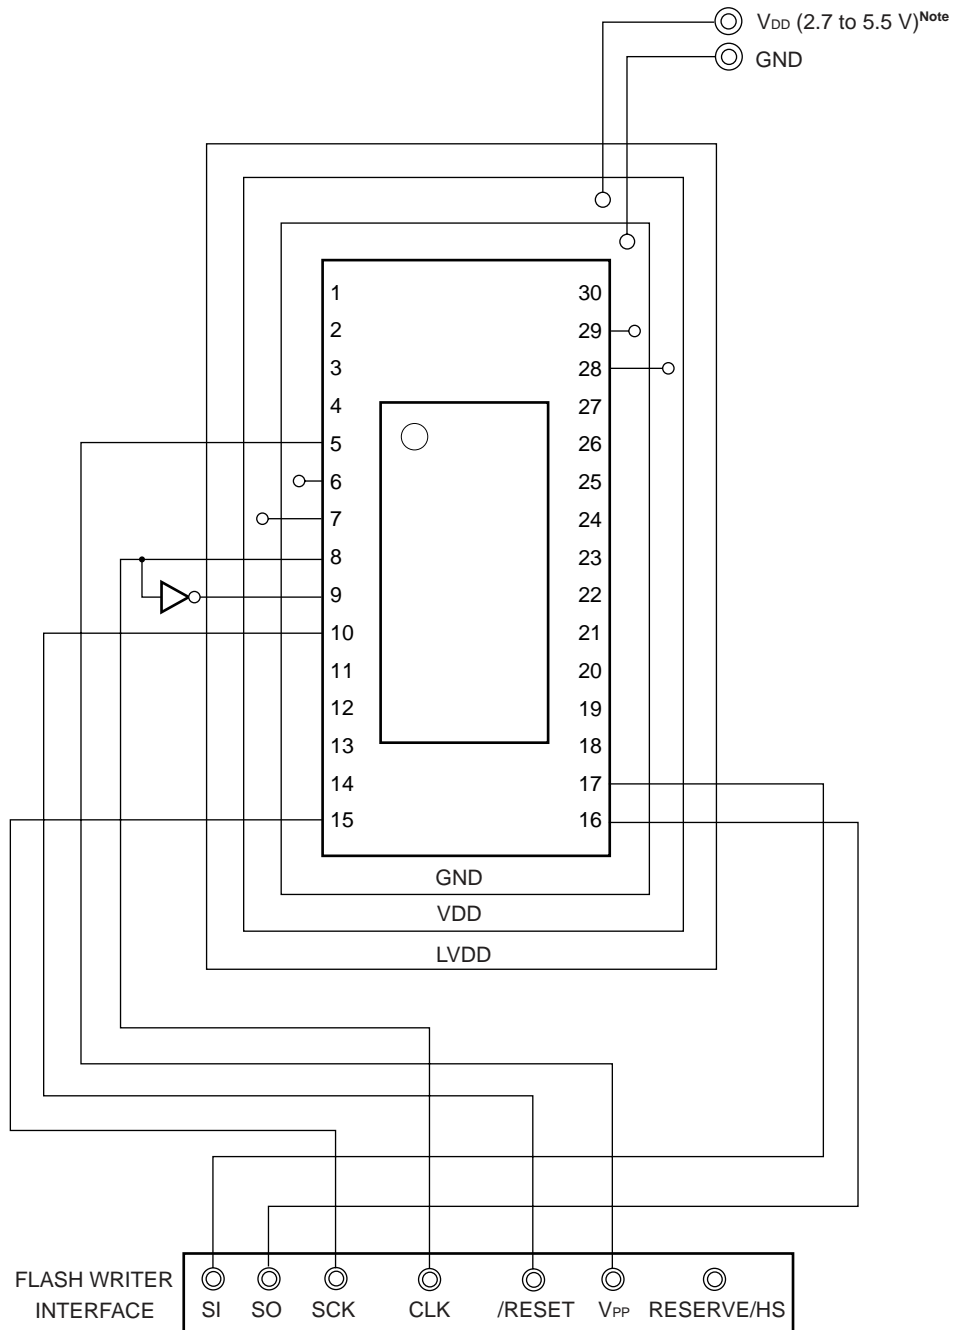 VDD (2.7 to 5.5 V)Note
GND
1 30
2 29
3 28
4 27
5 26
6 25
7 24
8 23
9 22
10 21
11 20
12 19
13 18
14 17
15 16
GND
VDD
LVDD
FLASH WRITER
INTERFACE
SI SO SCK CLK /RESET VPP RESERVE/HS